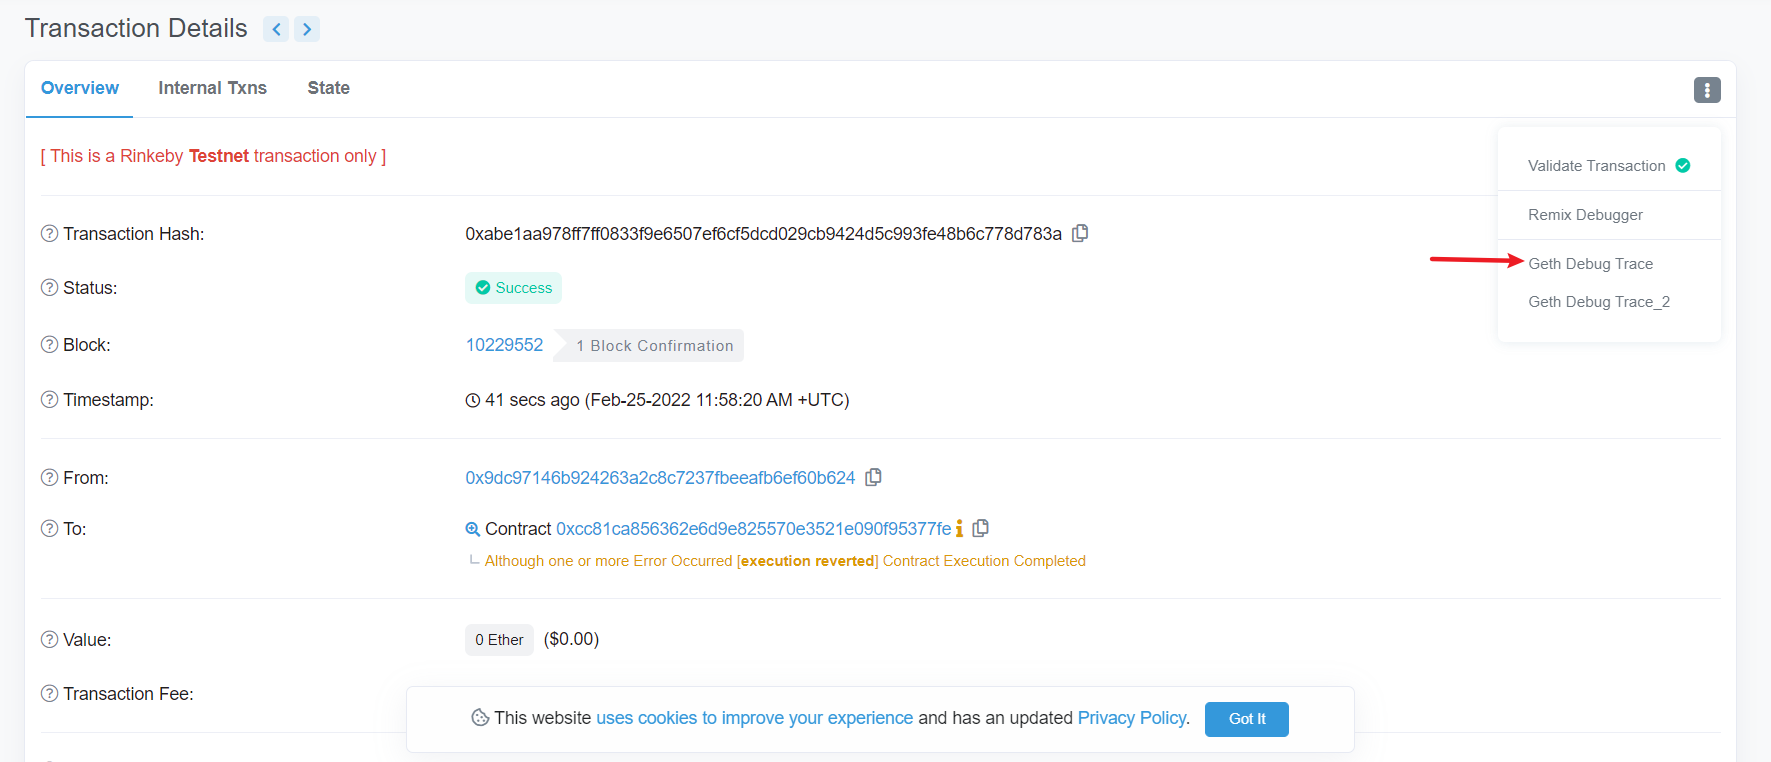 Transaction Details
Overview Internal Txns State
[ This is a Rinkeby Testnet transaction only ]
Validate Transaction
Remix Debugger
Geth Debug Trace
Geth Debug Trace_2
Transaction Hash: 0xabe1aa978ff7ff0833f9e6507ef6cf5dcd029cb9424d5c993fe48b6c778d783a
Status: Success
Block: 10229552 1 Block Confirmation
Timestamp: 41 secs ago (Feb-25-2022 11:58:20 AM +UTC)
From: 0x9dc97146b924263a2c8c7237fbeeafb6ef60b624
To: Contract 0xcc81ca856362e6d9e825570e3521e090f95377fe
Although one or more Error Occurred [execution reverted] Contract Execution Completed
Value: 0 Ether ($0.00)
Transaction Fee:
This website uses cookies to improve your experience and has an updated Privacy Policy. Got It